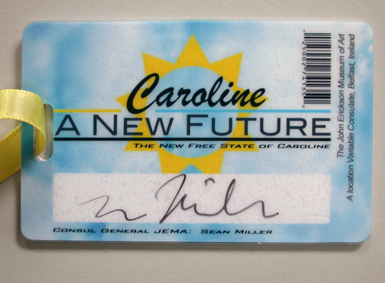 Caroline
A NEW FUTURE
THE NEW FREE STATE OF CAROLINE
CONSUL GENERAL JEMA: SEAN MILLER
The John Erickson Museum of Art
A location Variable Consulate, Belfast, Ireland